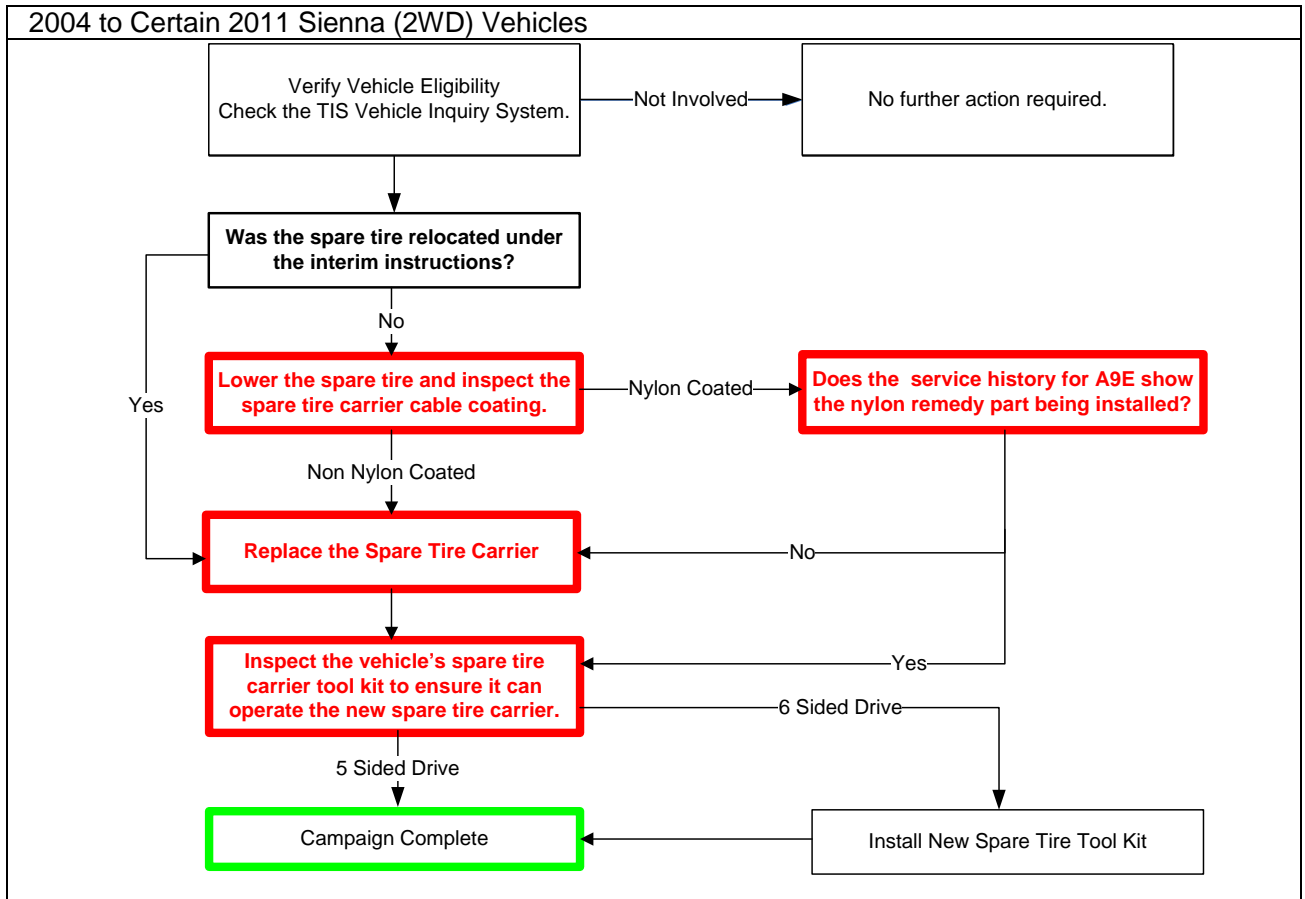 2004 to Certain 2011 Sienna (2WD) Vehicles
Verify Vehicle Eligibility
Check the TIS Vehicle Inquiry System.
Not Involved
No further action required.
Was the spare tire relocated under
the interim instructions?
No
Yes
Lower the spare tire and inspect the
spare tire carrier cable coating.
Nylon Coated
Does the service history for A9E show
the nylon remedy part being installed?
Non Nylon Coated
Replace the Spare Tire Carrier
No
Inspect the vehicle's spare tire
carrier tool kit to ensure it can
operate the new spare tire carrier.
Yes
6 Sided Drive
5 Sided Drive
Campaign Complete
Install New Spare Tire Tool Kit